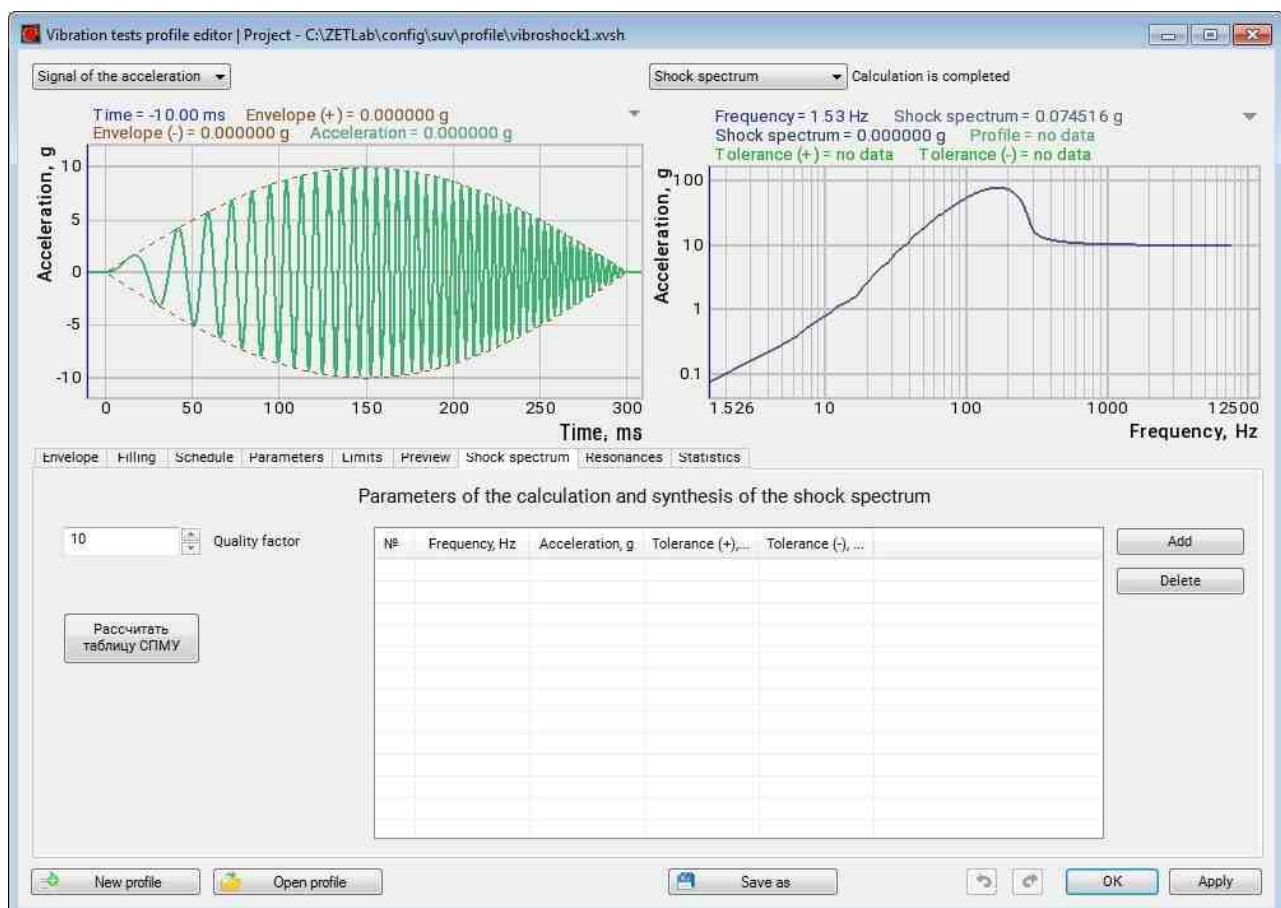 Vibration tests profile editor | Project - C:\ZETLab\config\suv\profile\vibroshock1.xvsh
Signal of the acceleration
Shock spectrum
Calculation is completed
Time = -10.00 ms Envelope (+) = 0.000000 g
Envelope (-) = 0.000000 g Acceleration = 0.000000 g
Acceleration, g
10
5
0
-5
-10
0 50 100 150 200 250 300
Time, ms
Frequency = 1.53 Hz Shock spectrum = 0.074516 g
Shock spectrum = 0.000000 g Profile = no data
Tolerance (+) = no data Tolerance (-) = no data
Acceleration, g
100
10
1
0.1
1.526 10 100 1000 12500
Frequency, Hz
Envelope Filling Schedule Parameters Limits Preview Shock spectrum Resonances Statistics
Parameters of the calculation and synthesis of the shock spectrum
10 Quality factor
№ Frequency, Hz Acceleration, g Tolerance (+),... Tolerance (-), ...
Add
Delete
Рассчитать
таблицу СПМУ
New profile Open profile Save as OK Apply